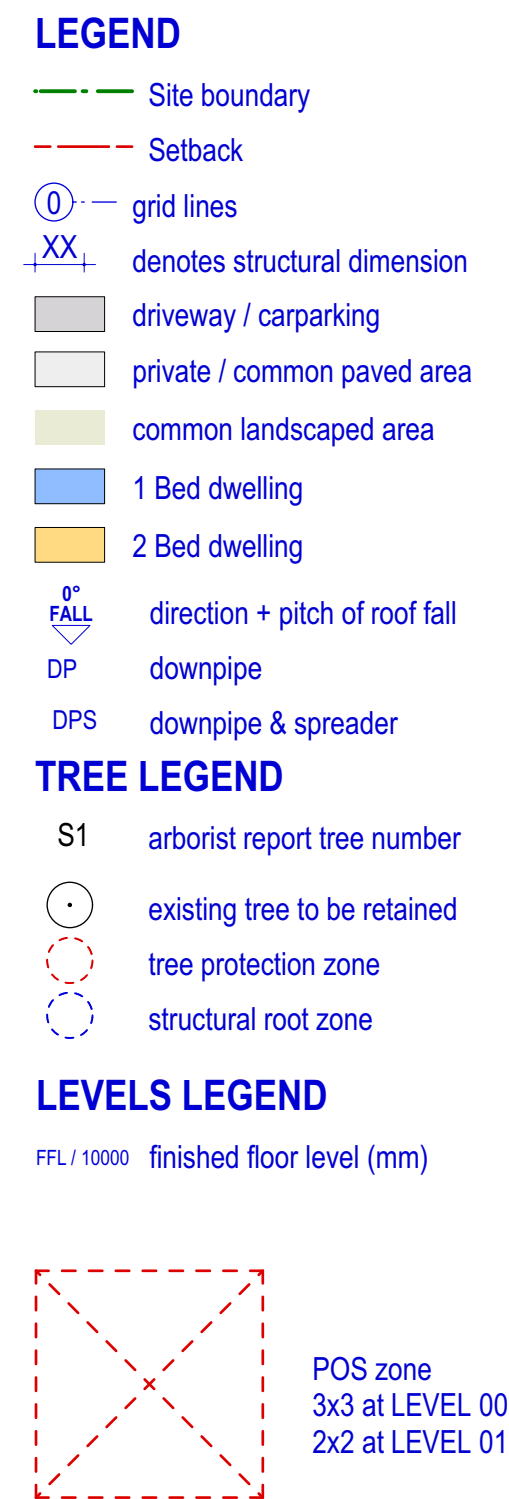 LEGEND
Site boundary
Setback
0 grid lines
XX denotes structural dimension
driveway / carparking
private / common paved area
common landscaped area
1 Bed dwelling
2 Bed dwelling
0°
FALL direction + pitch of roof fall
DP downpipe
DPS downpipe & spreader
TREE LEGEND
S1 arborist report tree number
existing tree to be retained
tree protection zone
structural root zone
LEVELS LEGEND
FFL / 10000 finished floor level (mm)
POS zone
3x3 at LEVEL 00
2x2 at LEVEL 01